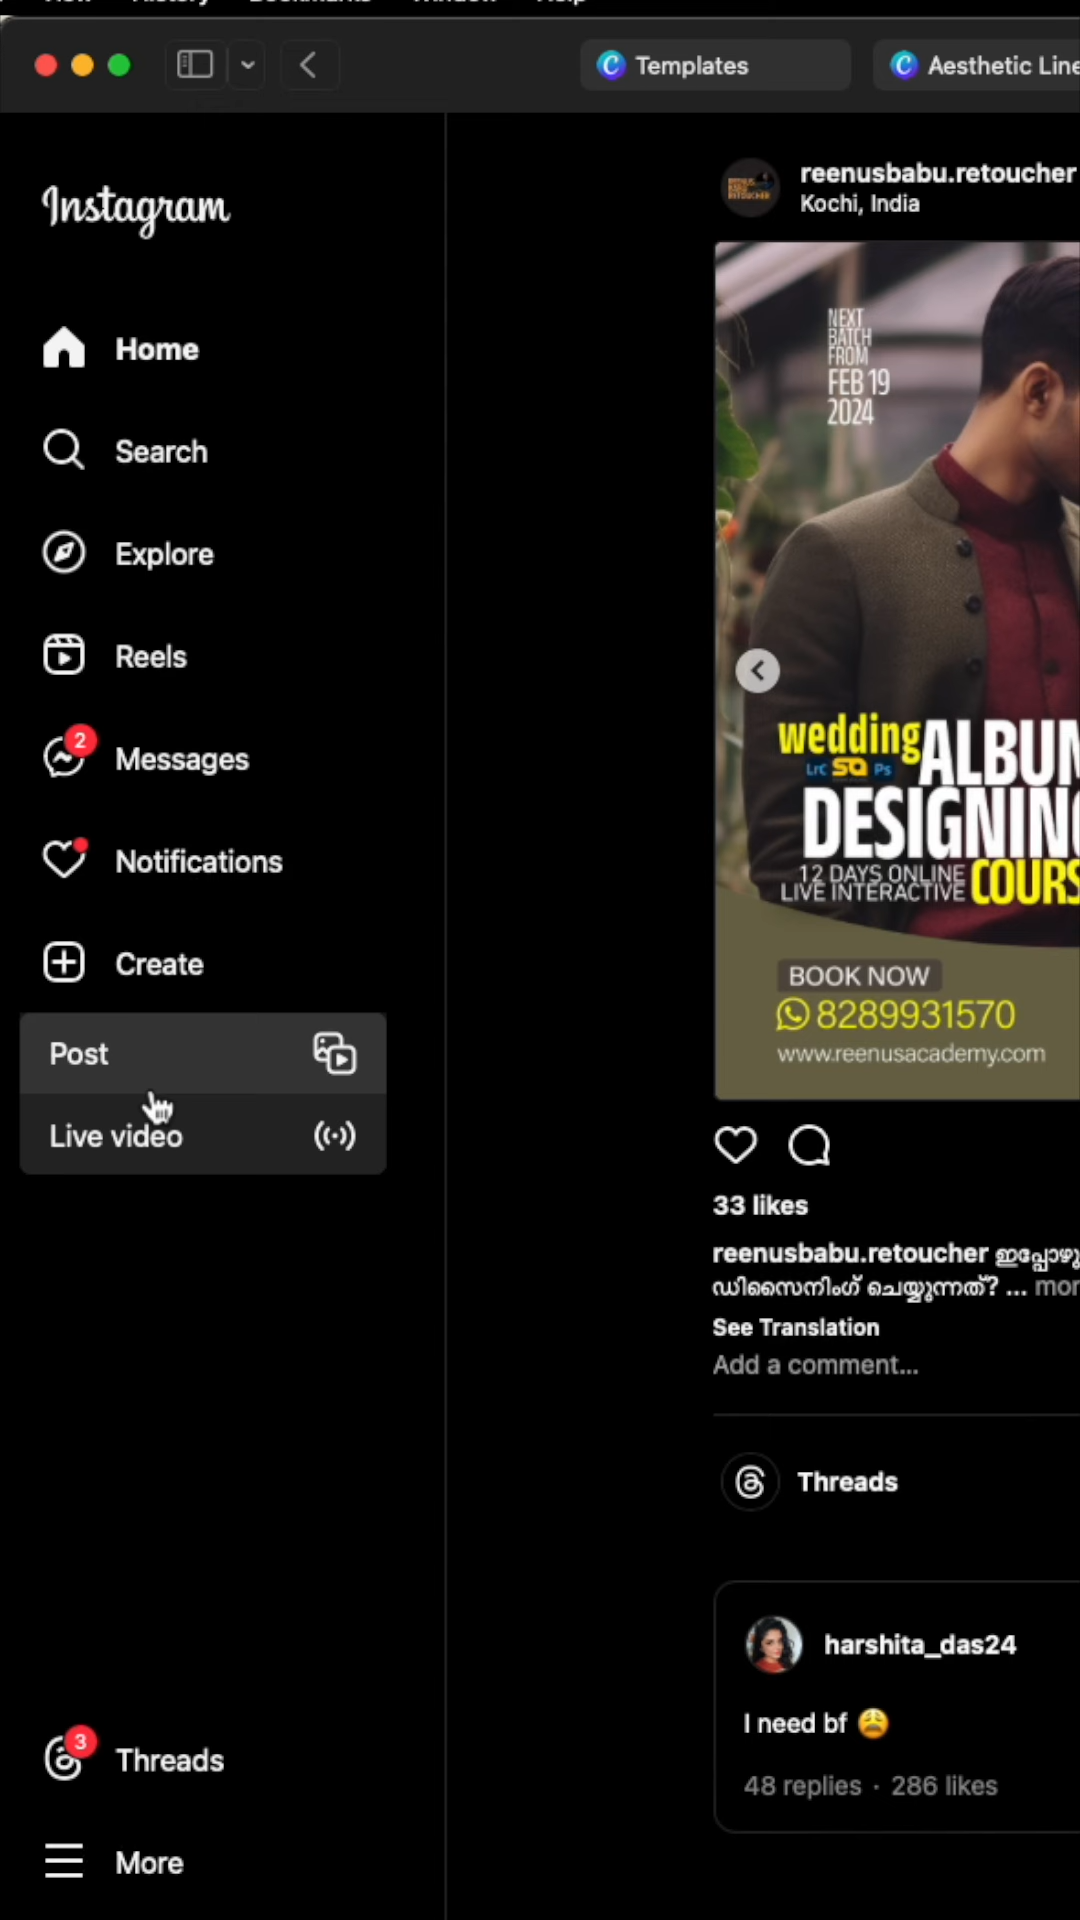 Templates
Aesthetic Line
Instagram
Home
Search
Explore
Reels
2
Messages
Notifications
Create
Post
Live video
3
Threads
More
reenusbabu.retoucher
Kochi, India
NEXT
BATCH
FROM
FEB 19
2024
wedding ALBUM
Lrc SA Ps
DESIGNING
12 DAYS ONLINE
LIVE INTERACTIVE COURS
BOOK NOW
8289931570
www.reenusacademy.com
33 likes
reenusbabu.retoucher ഇപ്പോഴു
ഡിസൈനിംഗ് ചെയ്യുന്നത്? ... mor
See Translation
Add a comment...
Threads
harshita_das24
I need bf 😩
48 replies · 286 likes